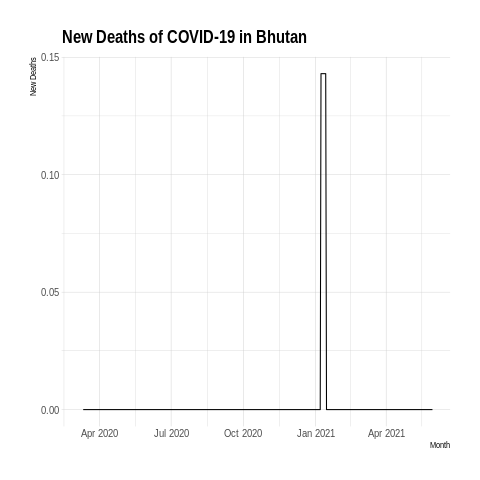 New Deaths of COVID-19 in Bhutan
New Deaths
0.15
0.10
0.05
0.00
Apr 2020 Jul 2020 Oct 2020 Jan 2021 Apr 2021
Month